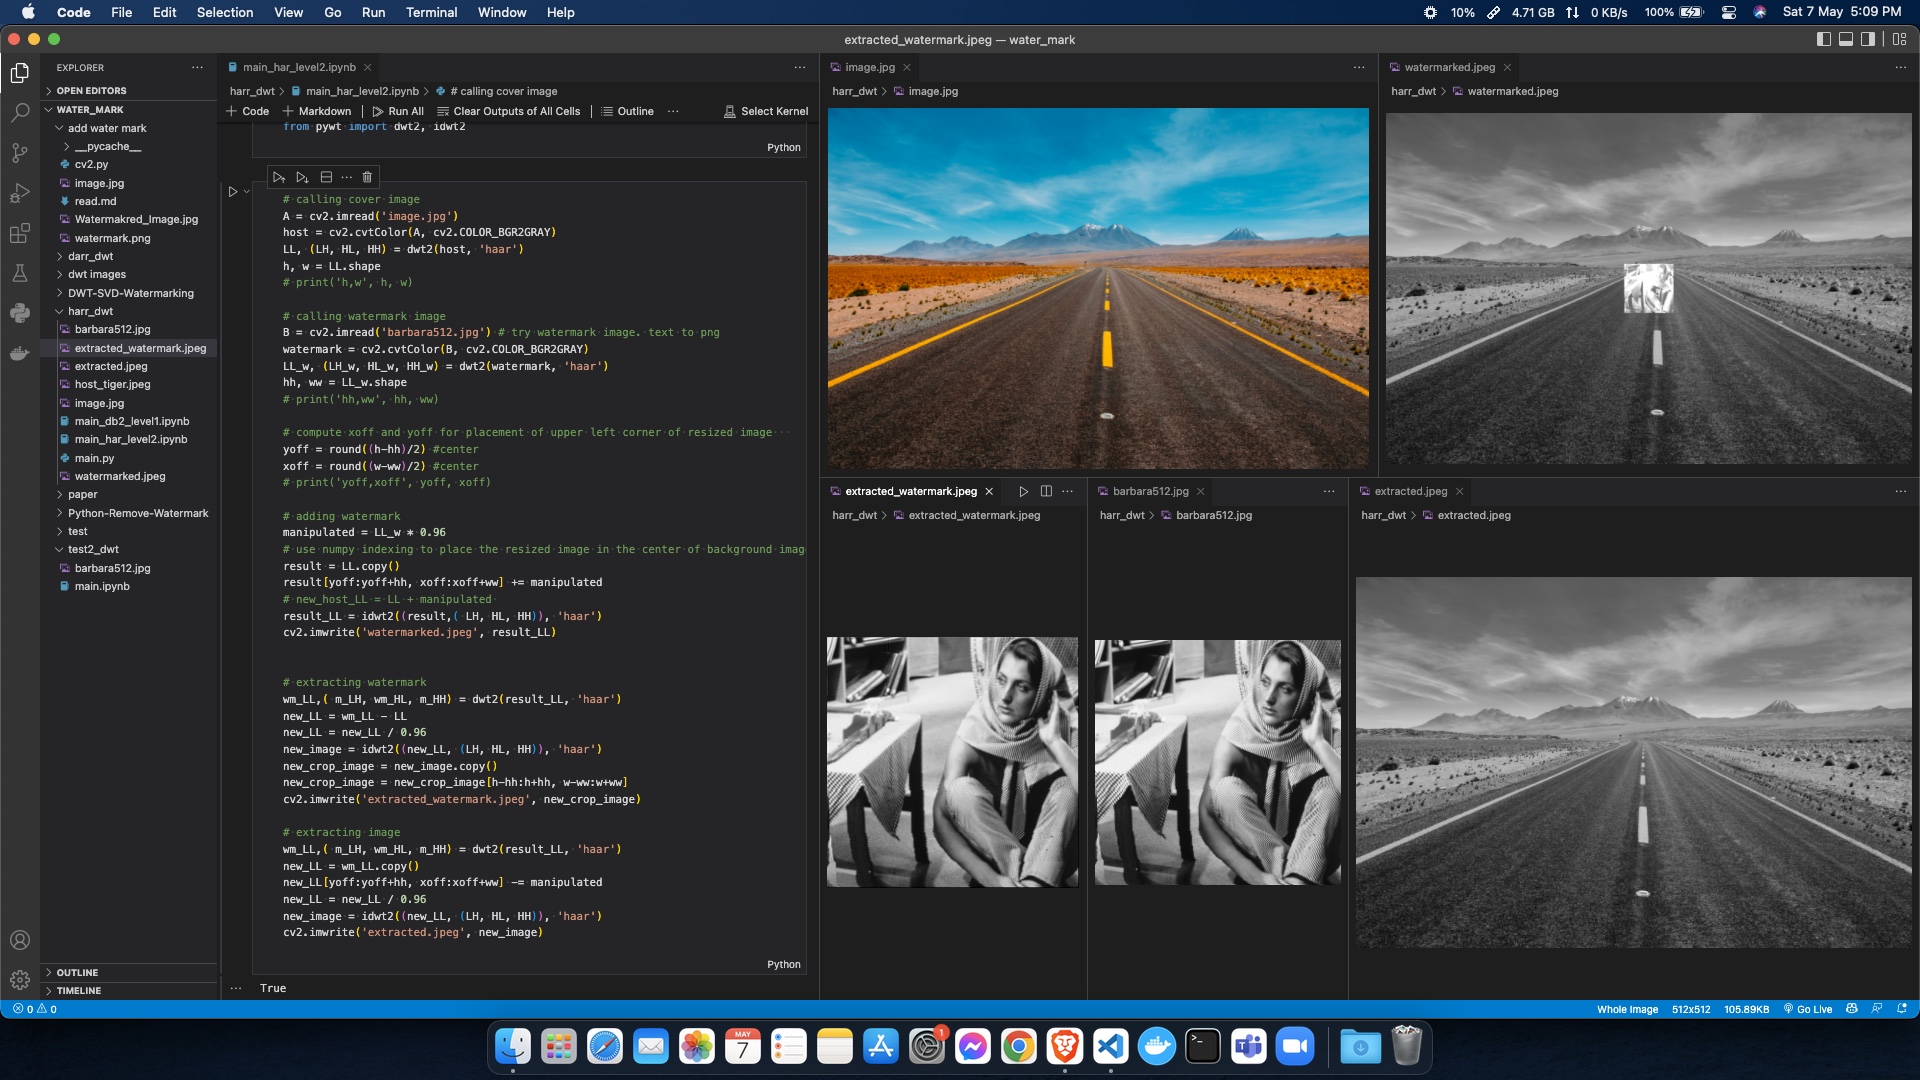 Code File Edit Selection View Go Run Terminal Window Help
10% 4.71 GB 0 KB/s 100% Sat 7 May 5:09 PM
extracted_watermark.jpeg — water_mark
EXPLORER
OPEN EDITORS
WATER_MARK
add water mark
__pycache__
cv2.py
image.jpg
read.md
Watermakred_Image.jpg
watermark.png
darr_dwt
dwt images
DWT-SVD-Watermarking
harr_dwt
barbara512.jpg
extracted_watermark.jpeg
extracted.jpeg
host_tiger.jpeg
image.jpg
main_db2_level1.ipynb
main_har_level2.ipynb
main.py
watermarked.jpeg
paper
Python-Remove-Watermark
test
test2_dwt
barbara512.jpg
main.ipynb
OUTLINE
TIMELINE
main_har_level2.ipynb
harr_dwt > main_har_level2.ipynb > # calling cover image
+ Code + Markdown Run All Clear Outputs of All Cells Outline ... Select Kernel
from pywt import dwt2, idwt2
Python
# calling cover image
A = cv2.imread('image.jpg')
host = cv2.cvtColor(A, cv2.COLOR_BGR2GRAY)
LL, (LH, HL, HH) = dwt2(host, 'haar')
h, w = LL.shape
# print('h,w', h, w)
# calling watermark image
B = cv2.imread('barbara512.jpg') # try watermark image. text to png
watermark = cv2.cvtColor(B, cv2.COLOR_BGR2GRAY)
LL_w, (LH_w, HL_w, HH_w) = dwt2(watermark, 'haar')
hh, ww = LL_w.shape
# print('hh,ww', hh, ww)
# compute xoff and yoff for placement of upper left corner of resized image
yoff = round((h-hh)/2) #center
xoff = round((w-ww)/2) #center
# print('yoff,xoff', yoff, xoff)
# adding watermark
manipulated = LL_w * 0.96
# use numpy indexing to place the resized image in the center of background imag
result = LL.copy()
result[yoff:yoff+hh, xoff:xoff+ww] += manipulated
# new_host_LL = LL + manipulated
result_LL = idwt2((result,( LH, HL, HH)), 'haar')
cv2.imwrite('watermarked.jpeg', result_LL)
# extracting watermark
wm_LL,( m_LH, wm_HL, m_HH) = dwt2(result_LL, 'haar')
new_LL = wm_LL - LL
new_LL = new_LL / 0.96
new_image = idwt2((new_LL, (LH, HL, HH)), 'haar')
new_crop_image = new_image.copy()
new_crop_image = new_crop_image[h-hh:h+hh, w-ww:w+ww]
cv2.imwrite('extracted_watermark.jpeg', new_crop_image)
# extracting image
wm_LL,( m_LH, wm_HL, m_HH) = dwt2(result_LL, 'haar')
new_LL = wm_LL.copy()
new_LL[yoff:yoff+hh, xoff:xoff+ww] -= manipulated
new_LL = new_LL / 0.96
new_image = idwt2((new_LL, (LH, HL, HH)), 'haar')
cv2.imwrite('extracted.jpeg', new_image)
Python
... True
image.jpg
harr_dwt > image.jpg
watermarked.jpeg
harr_dwt > watermarked.jpeg
extracted_watermark.jpeg
harr_dwt > extracted_watermark.jpeg
barbara512.jpg
harr_dwt > barbara512.jpg
extracted.jpeg
harr_dwt > extracted.jpeg
0 0
Whole Image 512x512 105.89KB Go Live
MAY
7
1